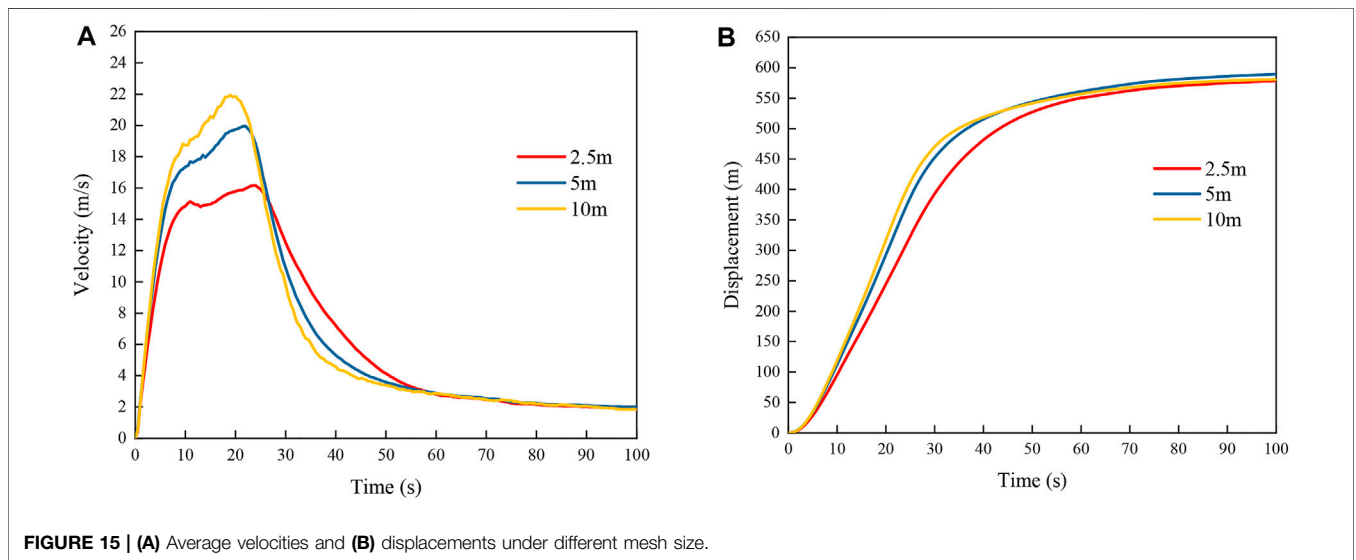 A
26
24
22
20
18
16
14
12
10
8
6
4
2
0
Velocity (m/s)
2.5m
5m
10m
0 10 20 30 40 50 60 70 80 90 100
Time (s)
B
650
600
550
500
450
400
350
300
250
200
150
100
50
0
Displacement (m)
2.5m
5m
10m
0 10 20 30 40 50 60 70 80 90 100
Time (s)
FIGURE 15 | (A) Average velocities and (B) displacements under different mesh size.